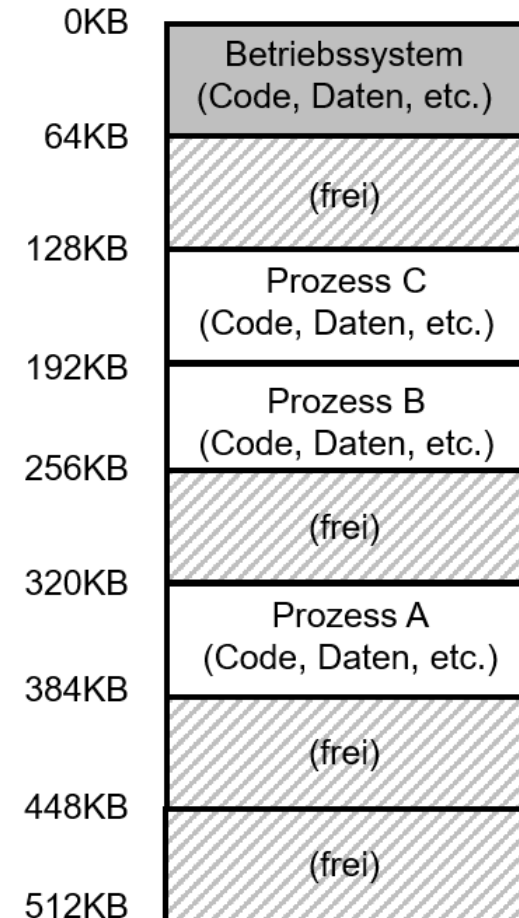 0KB
Betriebssystem
(Code, Daten, etc.)
64KB
(frei)
128KB
Prozess C
(Code, Daten, etc.)
192KB
Prozess B
(Code, Daten, etc.)
256KB
(frei)
320KB
Prozess A
(Code, Daten, etc.)
384KB
(frei)
448KB
(frei)
512KB